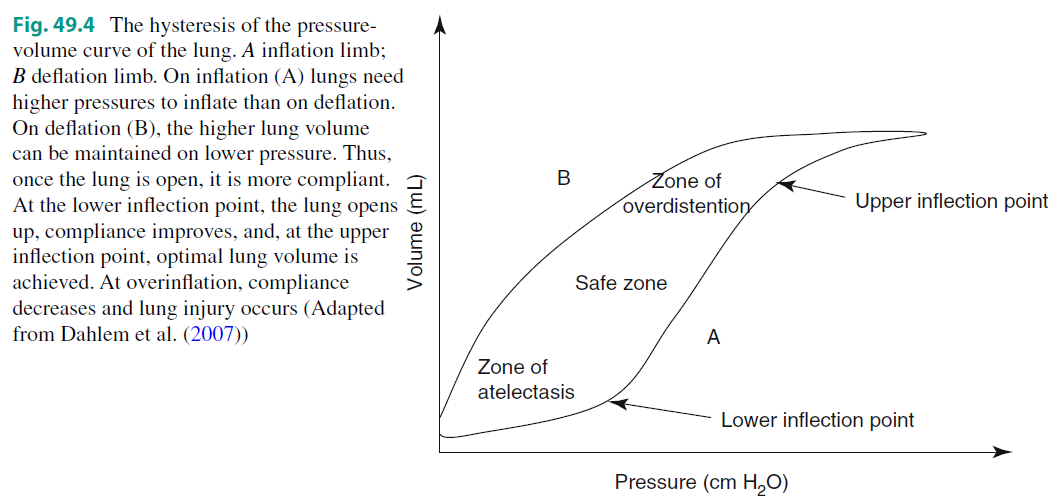 Fig. 49.4 The hysteresis of the pressure-
volume curve of the lung. A inflation limb;
B deflation limb. On inflation (A) lungs need
higher pressures to inflate than on deflation.
On deflation (B), the higher lung volume
can be maintained on lower pressure. Thus,
once the lung is open, it is more compliant.
At the lower inflection point, the lung opens
up, compliance improves, and, at the upper
inflection point, optimal lung volume is
achieved. At overinflation, compliance
decreases and lung injury occurs (Adapted
from Dahlem et al. (2007))
Volume (mL)
B
Zone of
overdistention
Upper inflection point
Safe zone
A
Zone of
atelectasis
Lower inflection point
Pressure (cm H₂O)